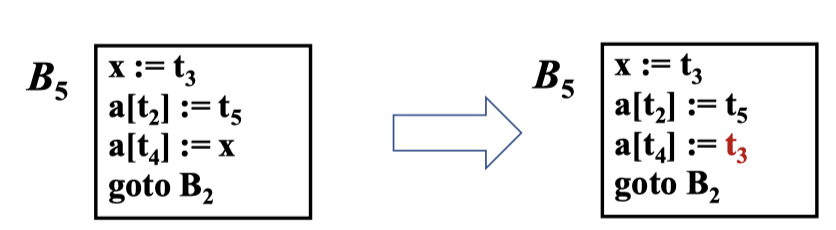 B₅
x := t₃
a[t₂] := t₅
a[t₄] := x
goto B₂
B₅
x := t₃
a[t₂] := t₅
a[t₄] := t₃
goto B₂